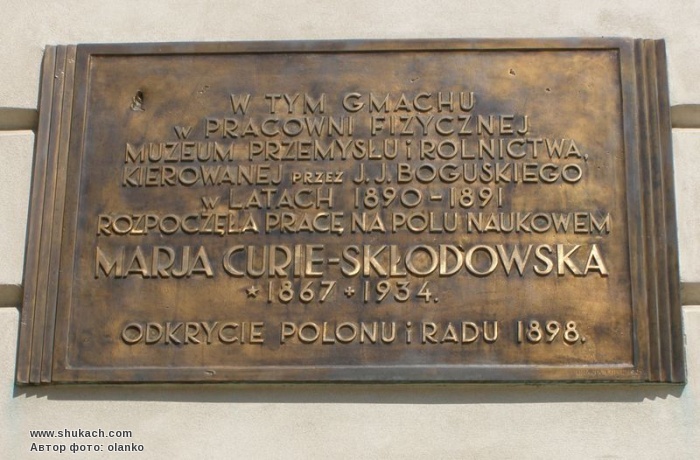 W TYM GMACHU
W PRACOWNI FIZYCZNEJ
MUZEUM PRZEMYSŁU i ROLNICTWA,
KIEROWANEJ PRZEZ J. J. BOGUSKIEGO
W LATACH 1890-1891
ROZPOCZĘŁA PRACĘ NA POLU NAUKOWEM
MARJA CURIE-SKŁODOWSKA
*1867 +1934.
ODKRYCIE POLONU i RADU 1898.
www.shukach.com
Автор фото: olanko